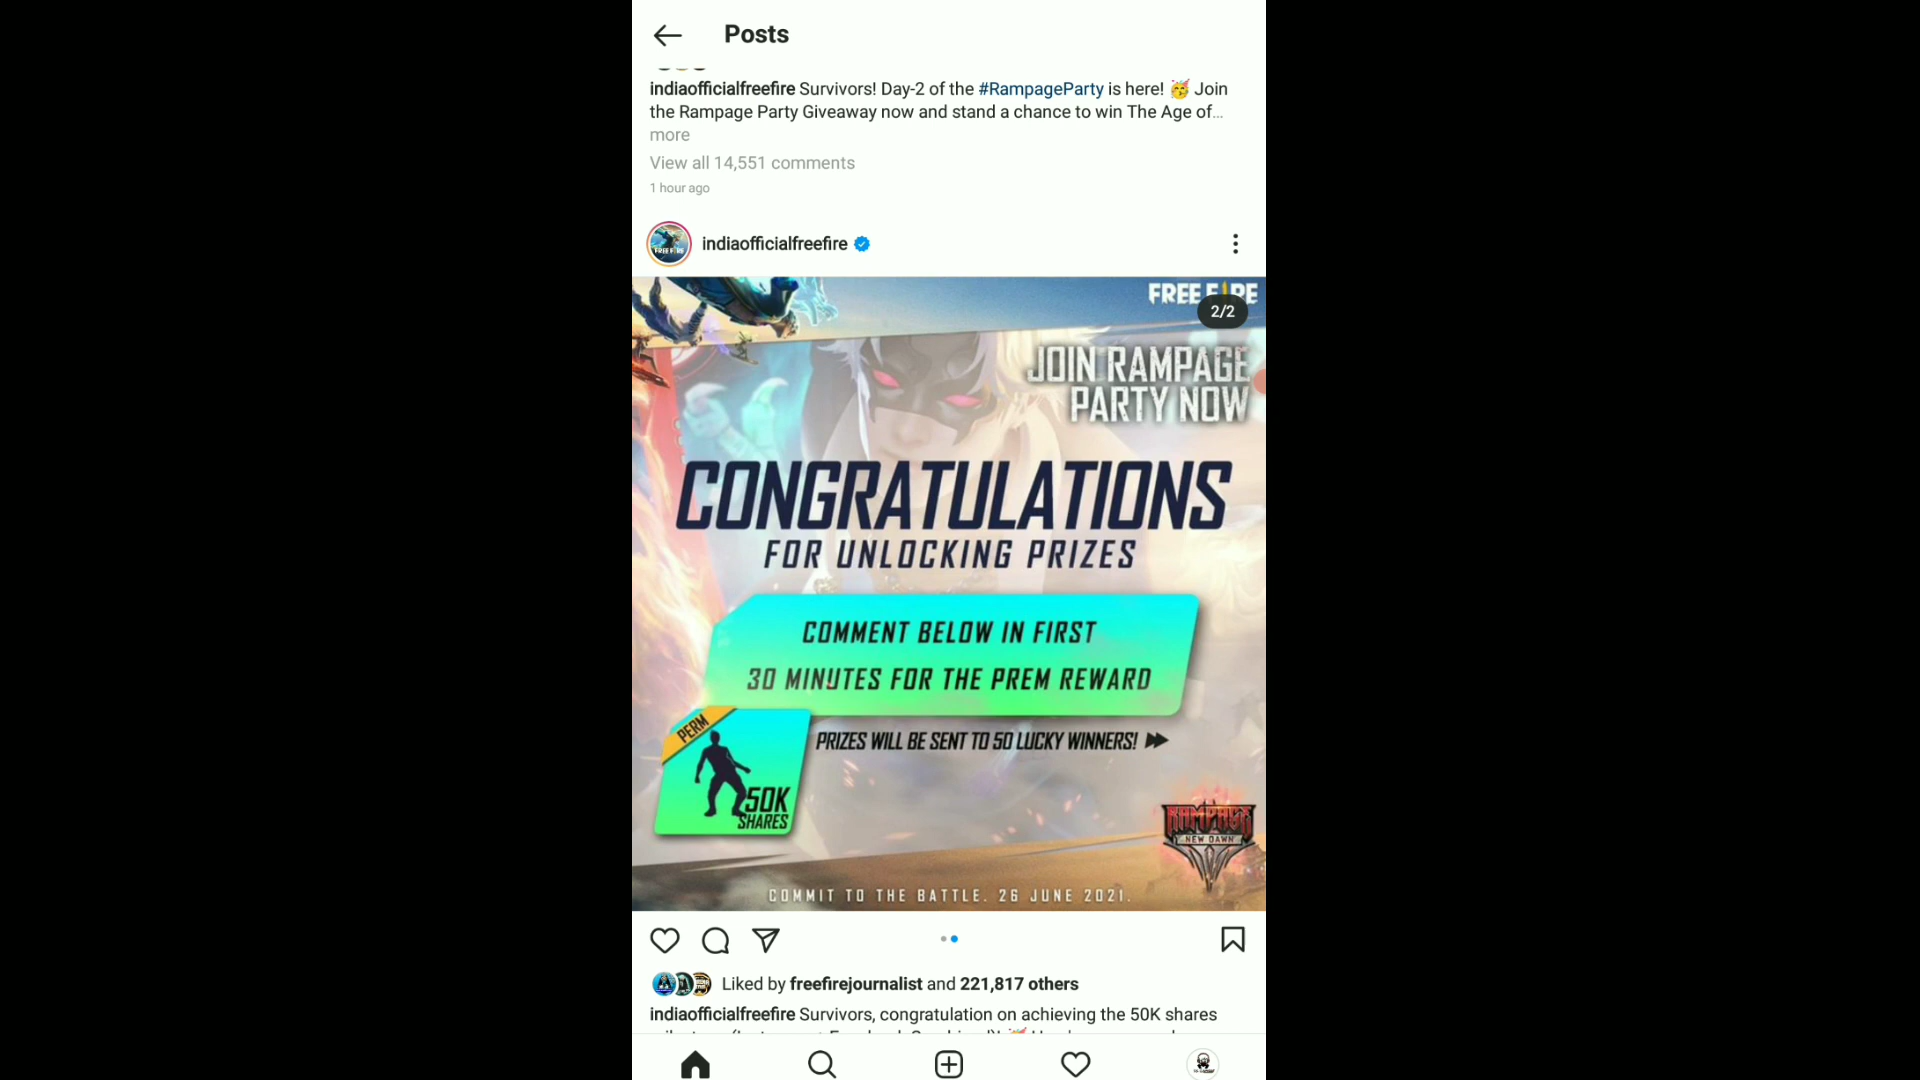 Posts
indiaofficialfreefire Survivors! Day-2 of the #RampageParty is here! 🥳 Join
the Rampage Party Giveaway now and stand a chance to win The Age of...
more
View all 14,551 comments
1 hour ago
indiaofficialfreefire
FREE FIRE
2/2
JOIN RAMPAGE
PARTY NOW
CONGRATULATIONS
FOR UNLOCKING PRIZES
COMMENT BELOW IN FIRST
30 MINUTES FOR THE PREM REWARD
PERM
PRIZES WILL BE SENT TO 50 LUCKY WINNERS!
50K
SHARES
RAMPAGE
NEW DAWN
COMMIT TO THE BATTLE. 26 JUNE 2021.
Liked by freefirejournalist and 221,817 others
indiaofficialfreefire Survivors, congratulation on achieving the 50K shares